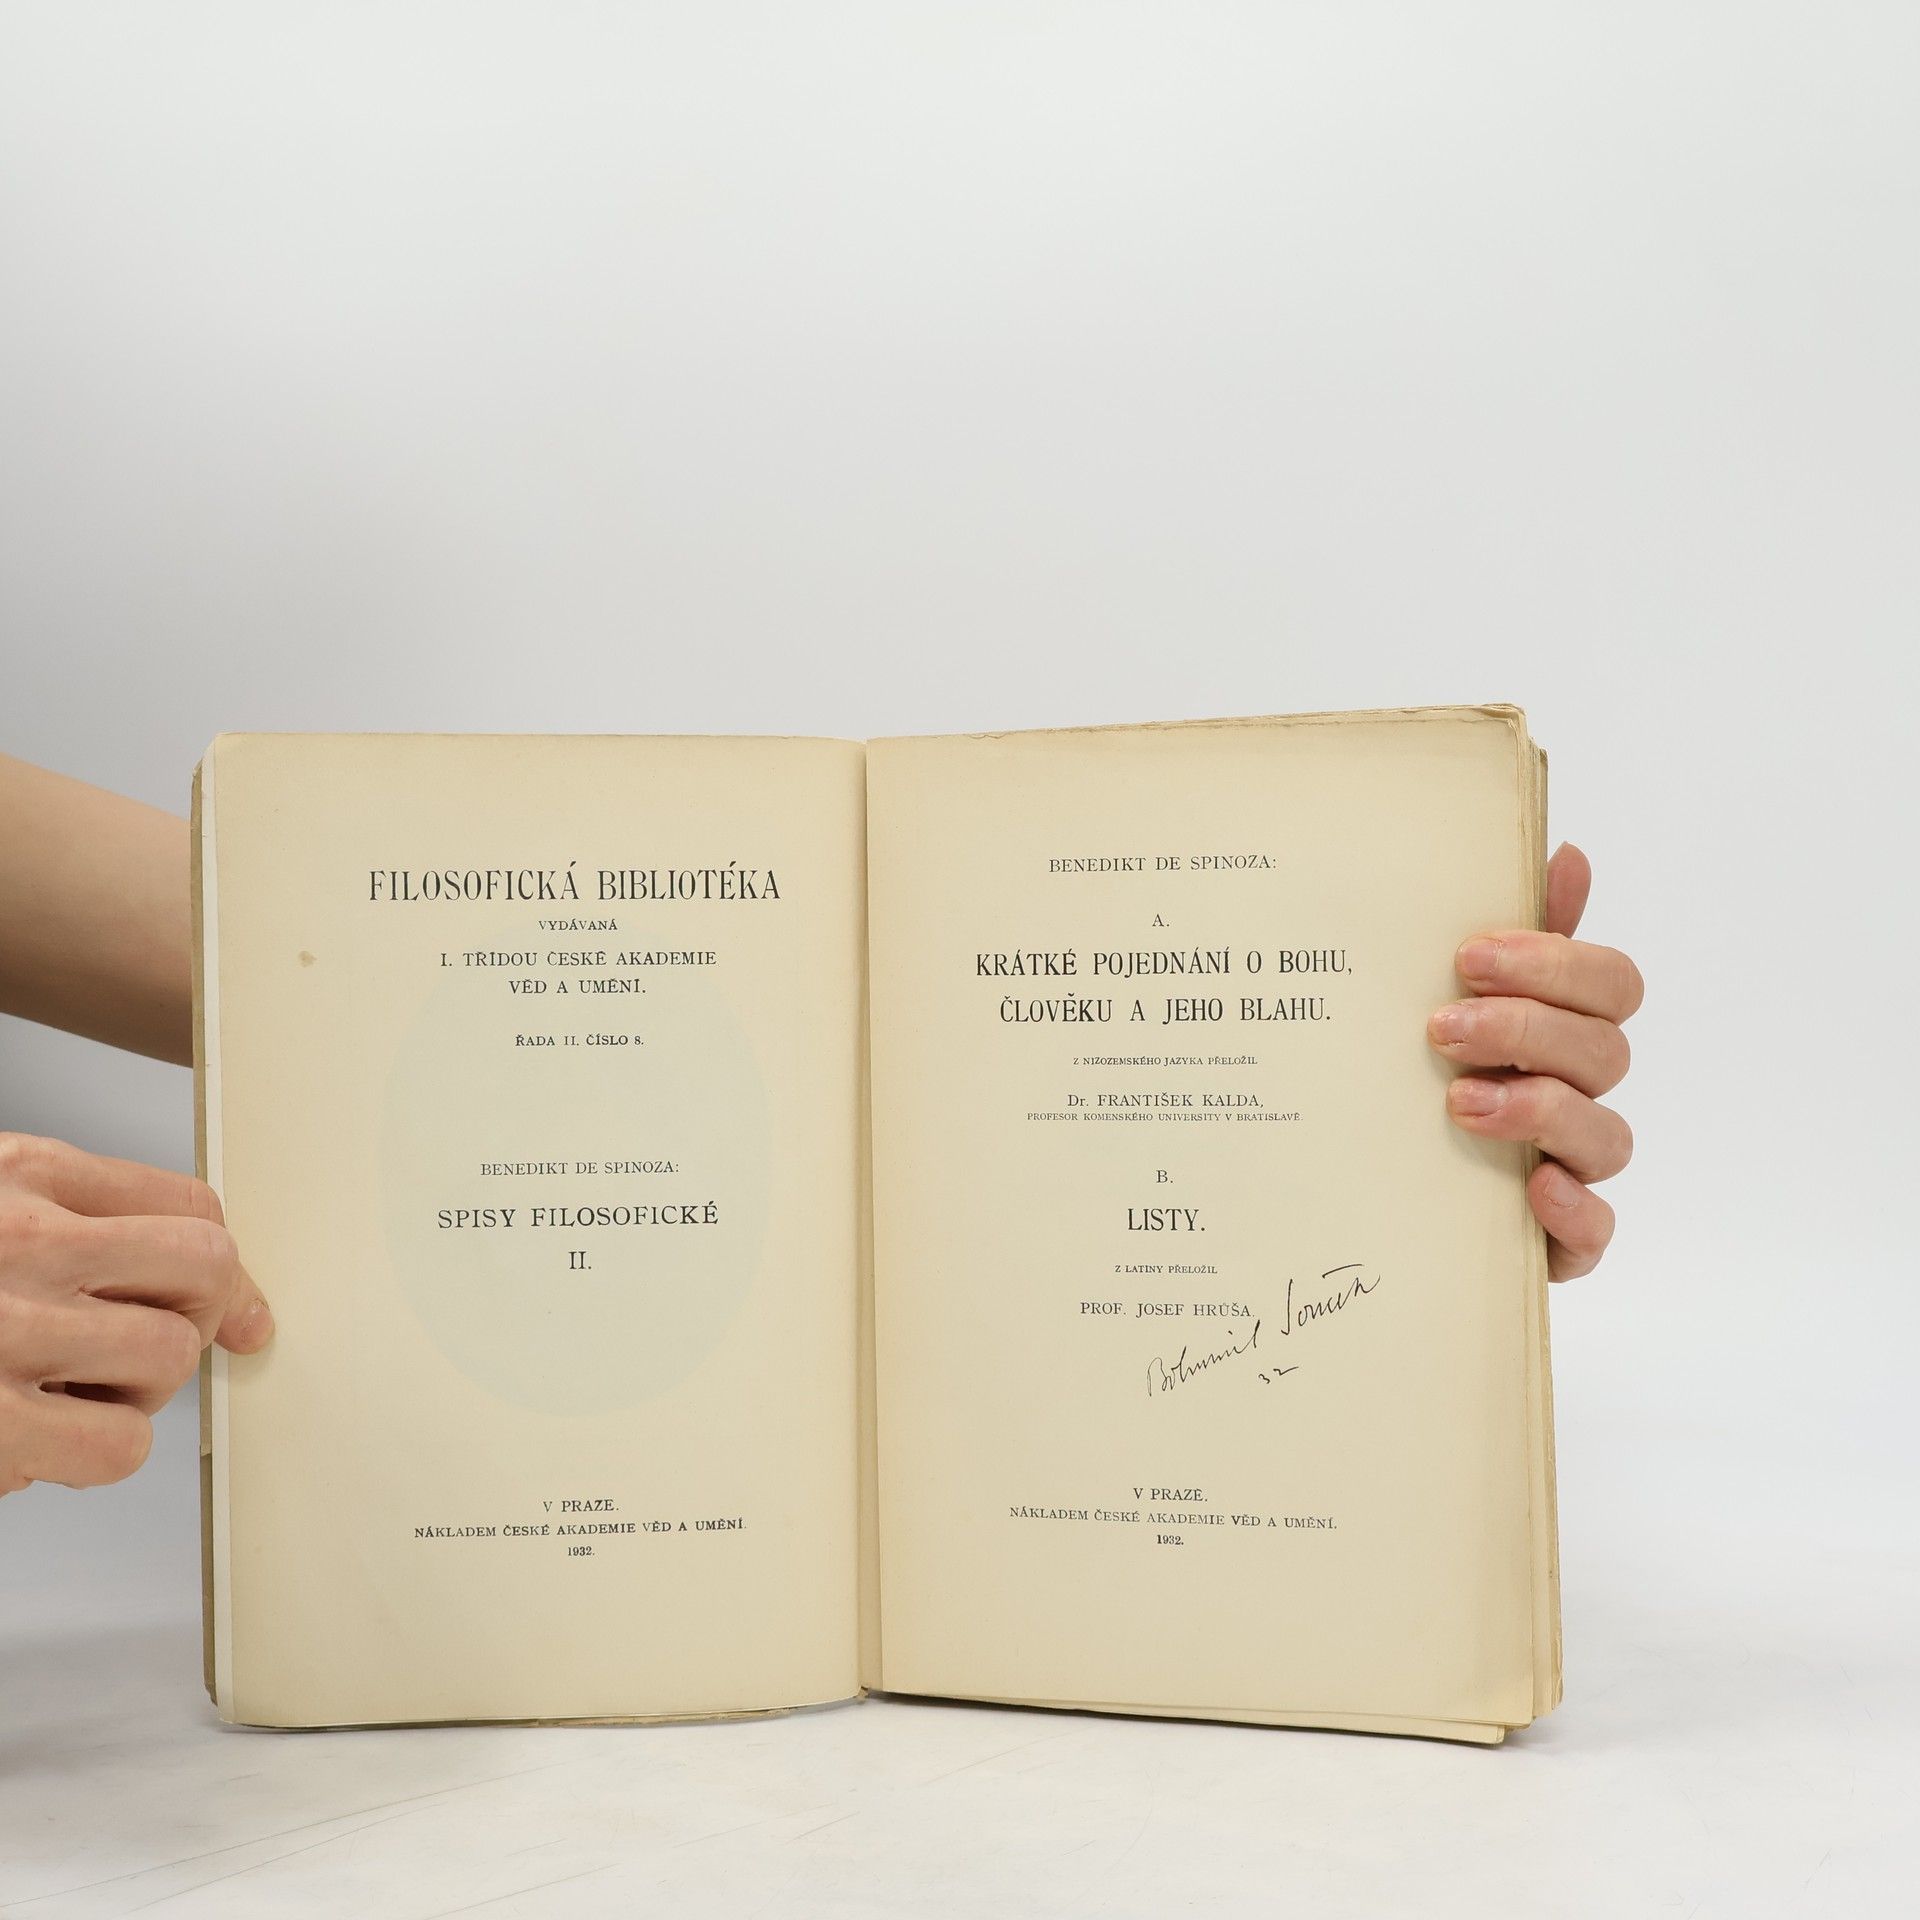 FILOSOFICKÁ BIBLIOTÉKA
VYDÁVANÁ
I. TŘÍDOU ČESKÉ AKADEMIE
VĚD A UMĚNÍ.
ŘADA II. ČÍSLO 8.
BENEDIKT DE SPINOZA:
SPISY FILOSOFICKÉ
II.
V PRAZE.
NÁKLADEM ČESKÉ AKADEMIE VĚD A UMĚNÍ.
1932.
BENEDIKT DE SPINOZA:
A.
KRÁTKÉ POJEDNÁNÍ O BOHU,
ČLOVĚKU A JEHO BLAHU.
Z NIZOZEMSKÉHO JAZYKA PŘELOŽIL
Dr. FRANTIŠEK KALDA,
PROFESOR KOMENSKÉHO UNIVERSITY V BRATISLAVĚ.
B.
LISTY.
Z LATINY PŘELOŽIL
PROF. JOSEF HRŮŠA.
Bohumil Souček
32
V PRAZE.
NÁKLADEM ČESKÉ AKADEMIE VĚD A UMĚNÍ.
1932.